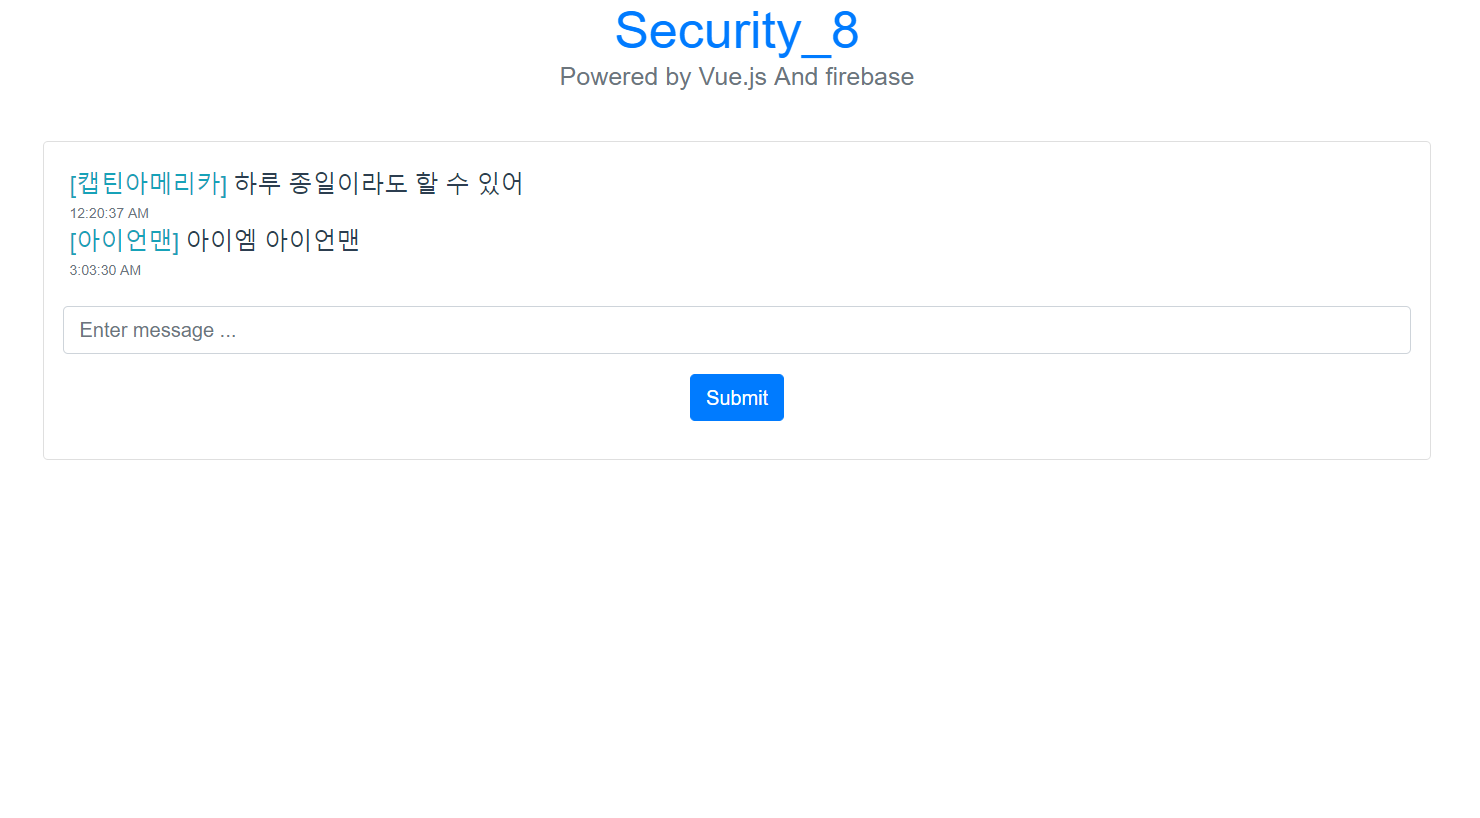 Security_8
Powered by Vue.js And firebase
[캡틴아메리카] 하루 종일이라도 할 수 있어
12:20:37 AM
[아이언맨] 아이엠 아이언맨
3:03:30 AM
Enter message ...
Submit